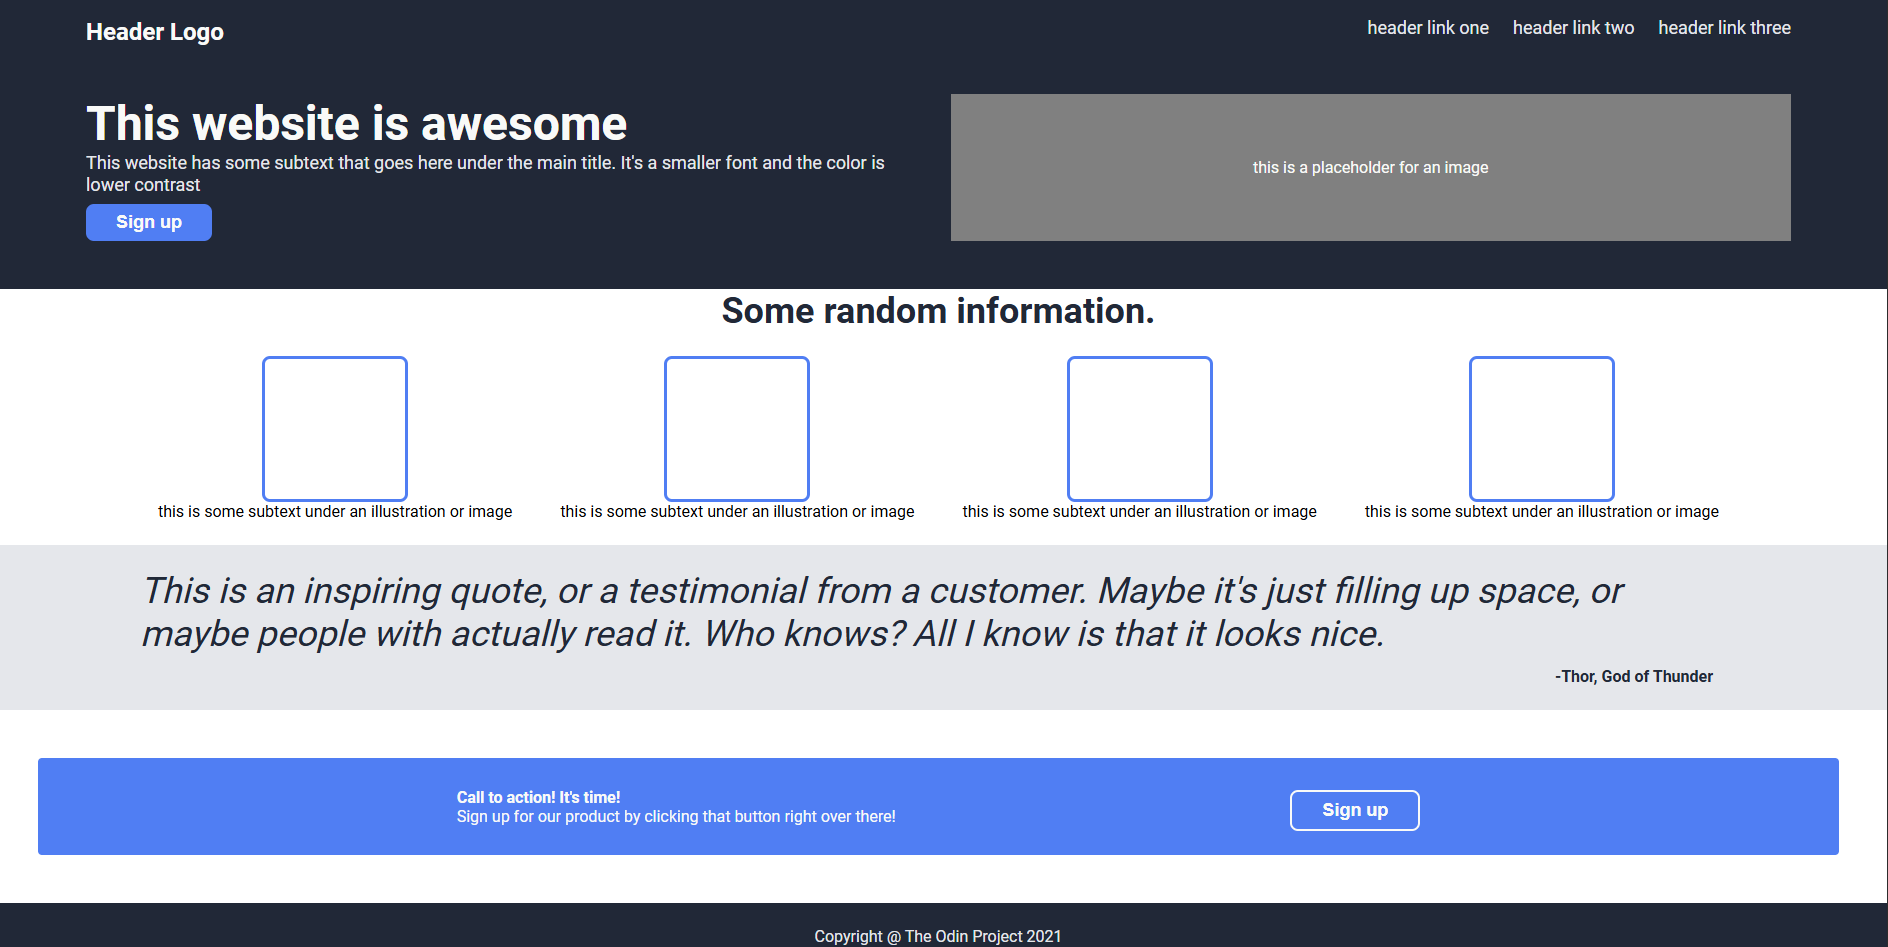 Header Logo
header link one
header link two
header link three
This website is awesome
This website has some subtext that goes here under the main title. It's a smaller font and the color is
lower contrast
Sign up
this is a placeholder for an image
Some random information.
this is some subtext under an illustration or image
this is some subtext under an illustration or image
this is some subtext under an illustration or image
this is some subtext under an illustration or image
This is an inspiring quote, or a testimonial from a customer. Maybe it's just filling up space, or
maybe people with actually read it. Who knows? All I know is that it looks nice.
-Thor, God of Thunder
Call to action! It's time!
Sign up for our product by clicking that button right over there!
Sign up
Copyright @ The Odin Project 2021